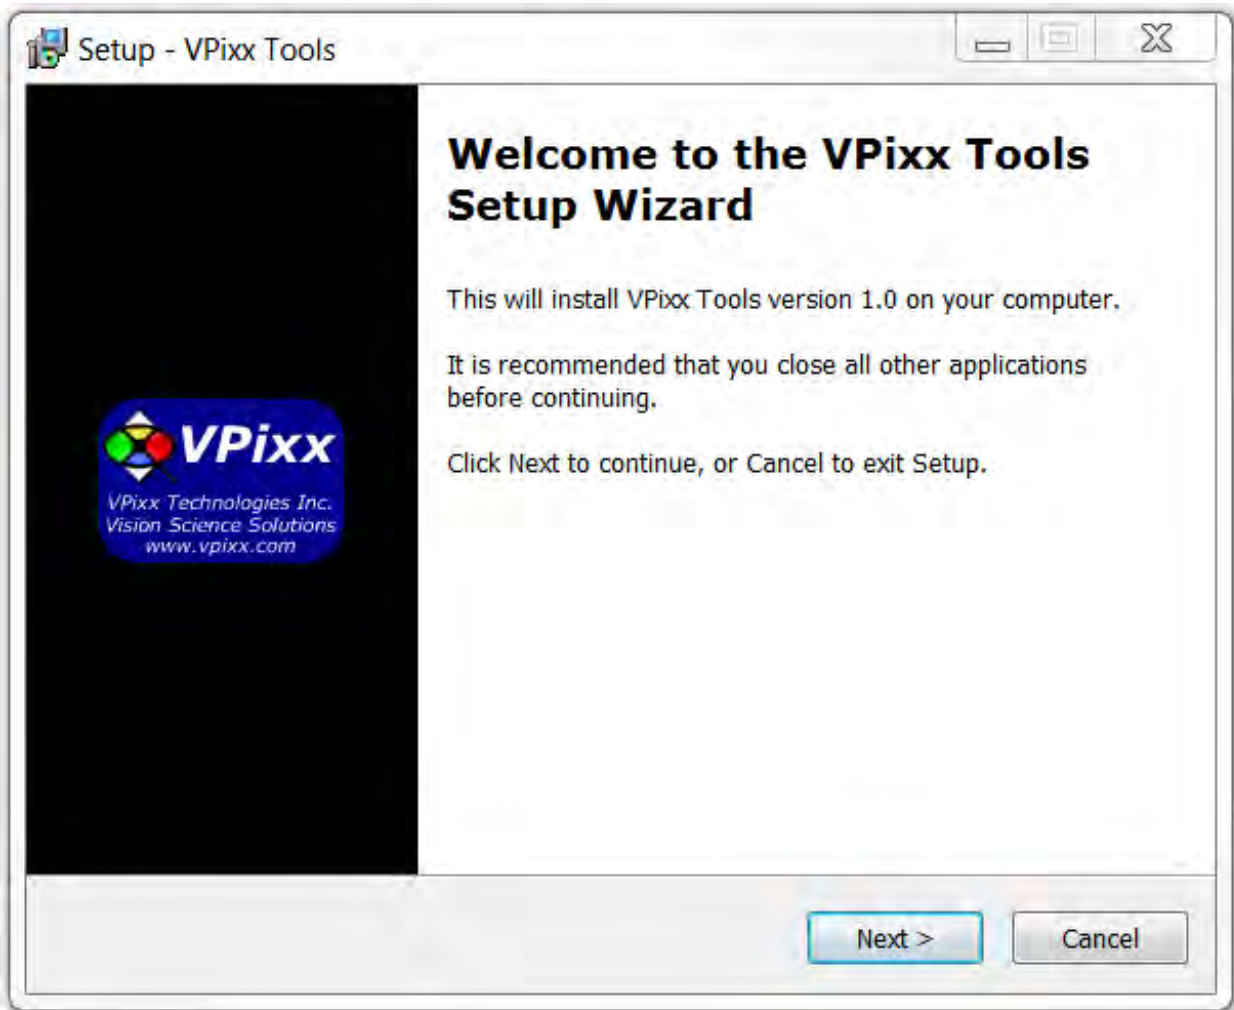 Setup - VPixx Tools
Welcome to the VPixx Tools
Setup Wizard
This will install VPixx Tools version 1.0 on your computer.
It is recommended that you close all other applications
before continuing.
Click Next to continue, or Cancel to exit Setup.
VPixx
VPixx Technologies Inc.
Vision Science Solutions
www.vpixx.com
Next >
Cancel